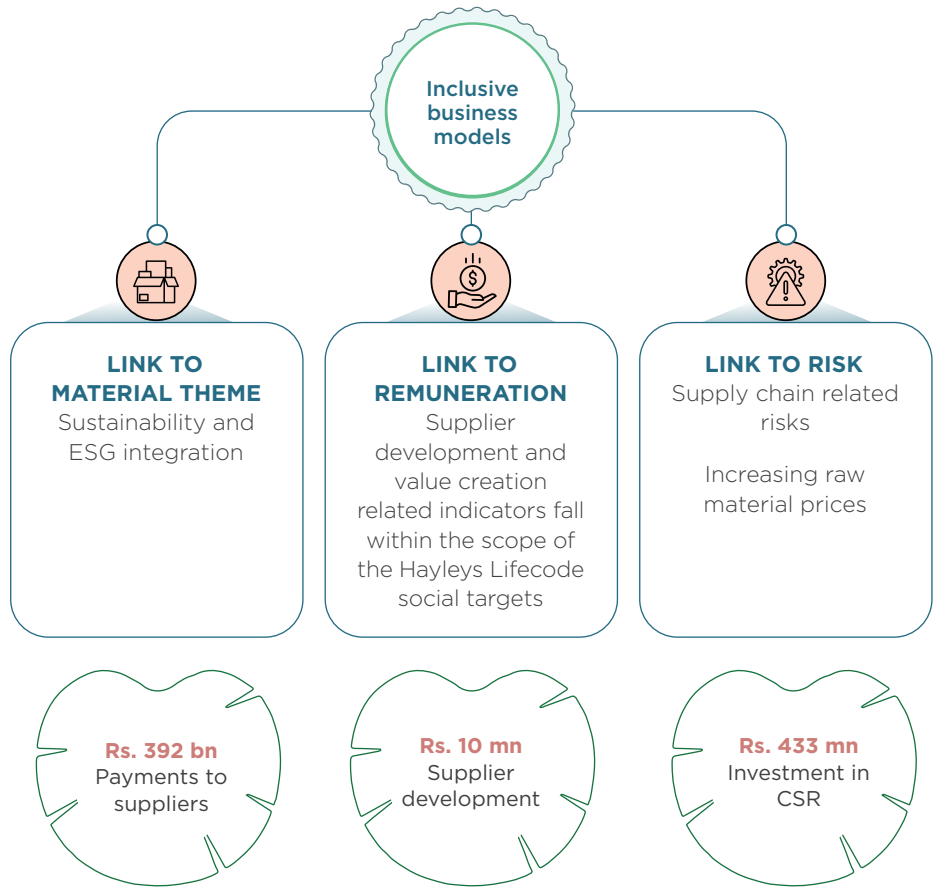 Inclusive
business
models
LINK TO
MATERIAL THEME
Sustainability and
ESG integration
LINK TO
REMUNERATION
Supplier
development and
value creation
related indicators fall
within the scope of
the Hayleys Lifecode
social targets
LINK TO RISK
Supply chain related
risks
Increasing raw
material prices
Rs. 392 bn
Payments to
suppliers
Rs. 10 mn
Supplier
development
Rs. 433 mn
Investment in
CSR